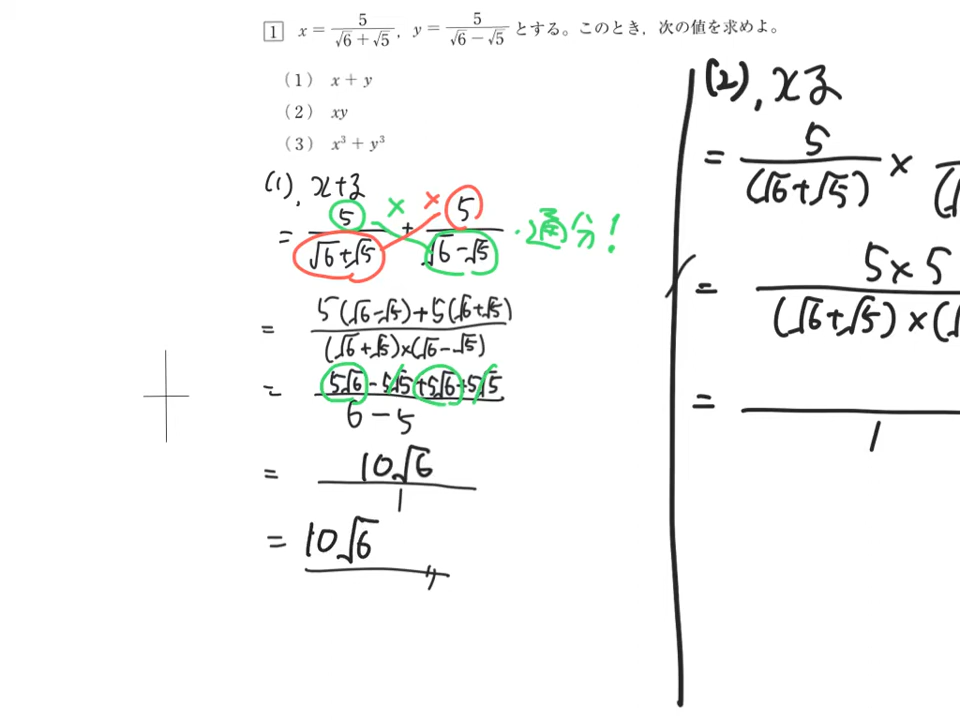 1 x = 5/(√6 + √5), y = 5/(√6 − √5) とする。このとき, 次の値を求めよ。
(1) x + y
(2) xy
(3) x³ + y³
(1), x+y
= 5/(√6+√5) + 5/(√6−√5) ・通分!
× ×
= (5(√6−√5)+5(√6+√5))/((√6+√5)×(√6−√5))
= (5√6−5√5+5√6+5√5)/(6−5)
= 10√6/1
= 10√6
(2), xy
= 5/(√6+√5) ×
= 5×5/((√6+√5)×(√
= /1